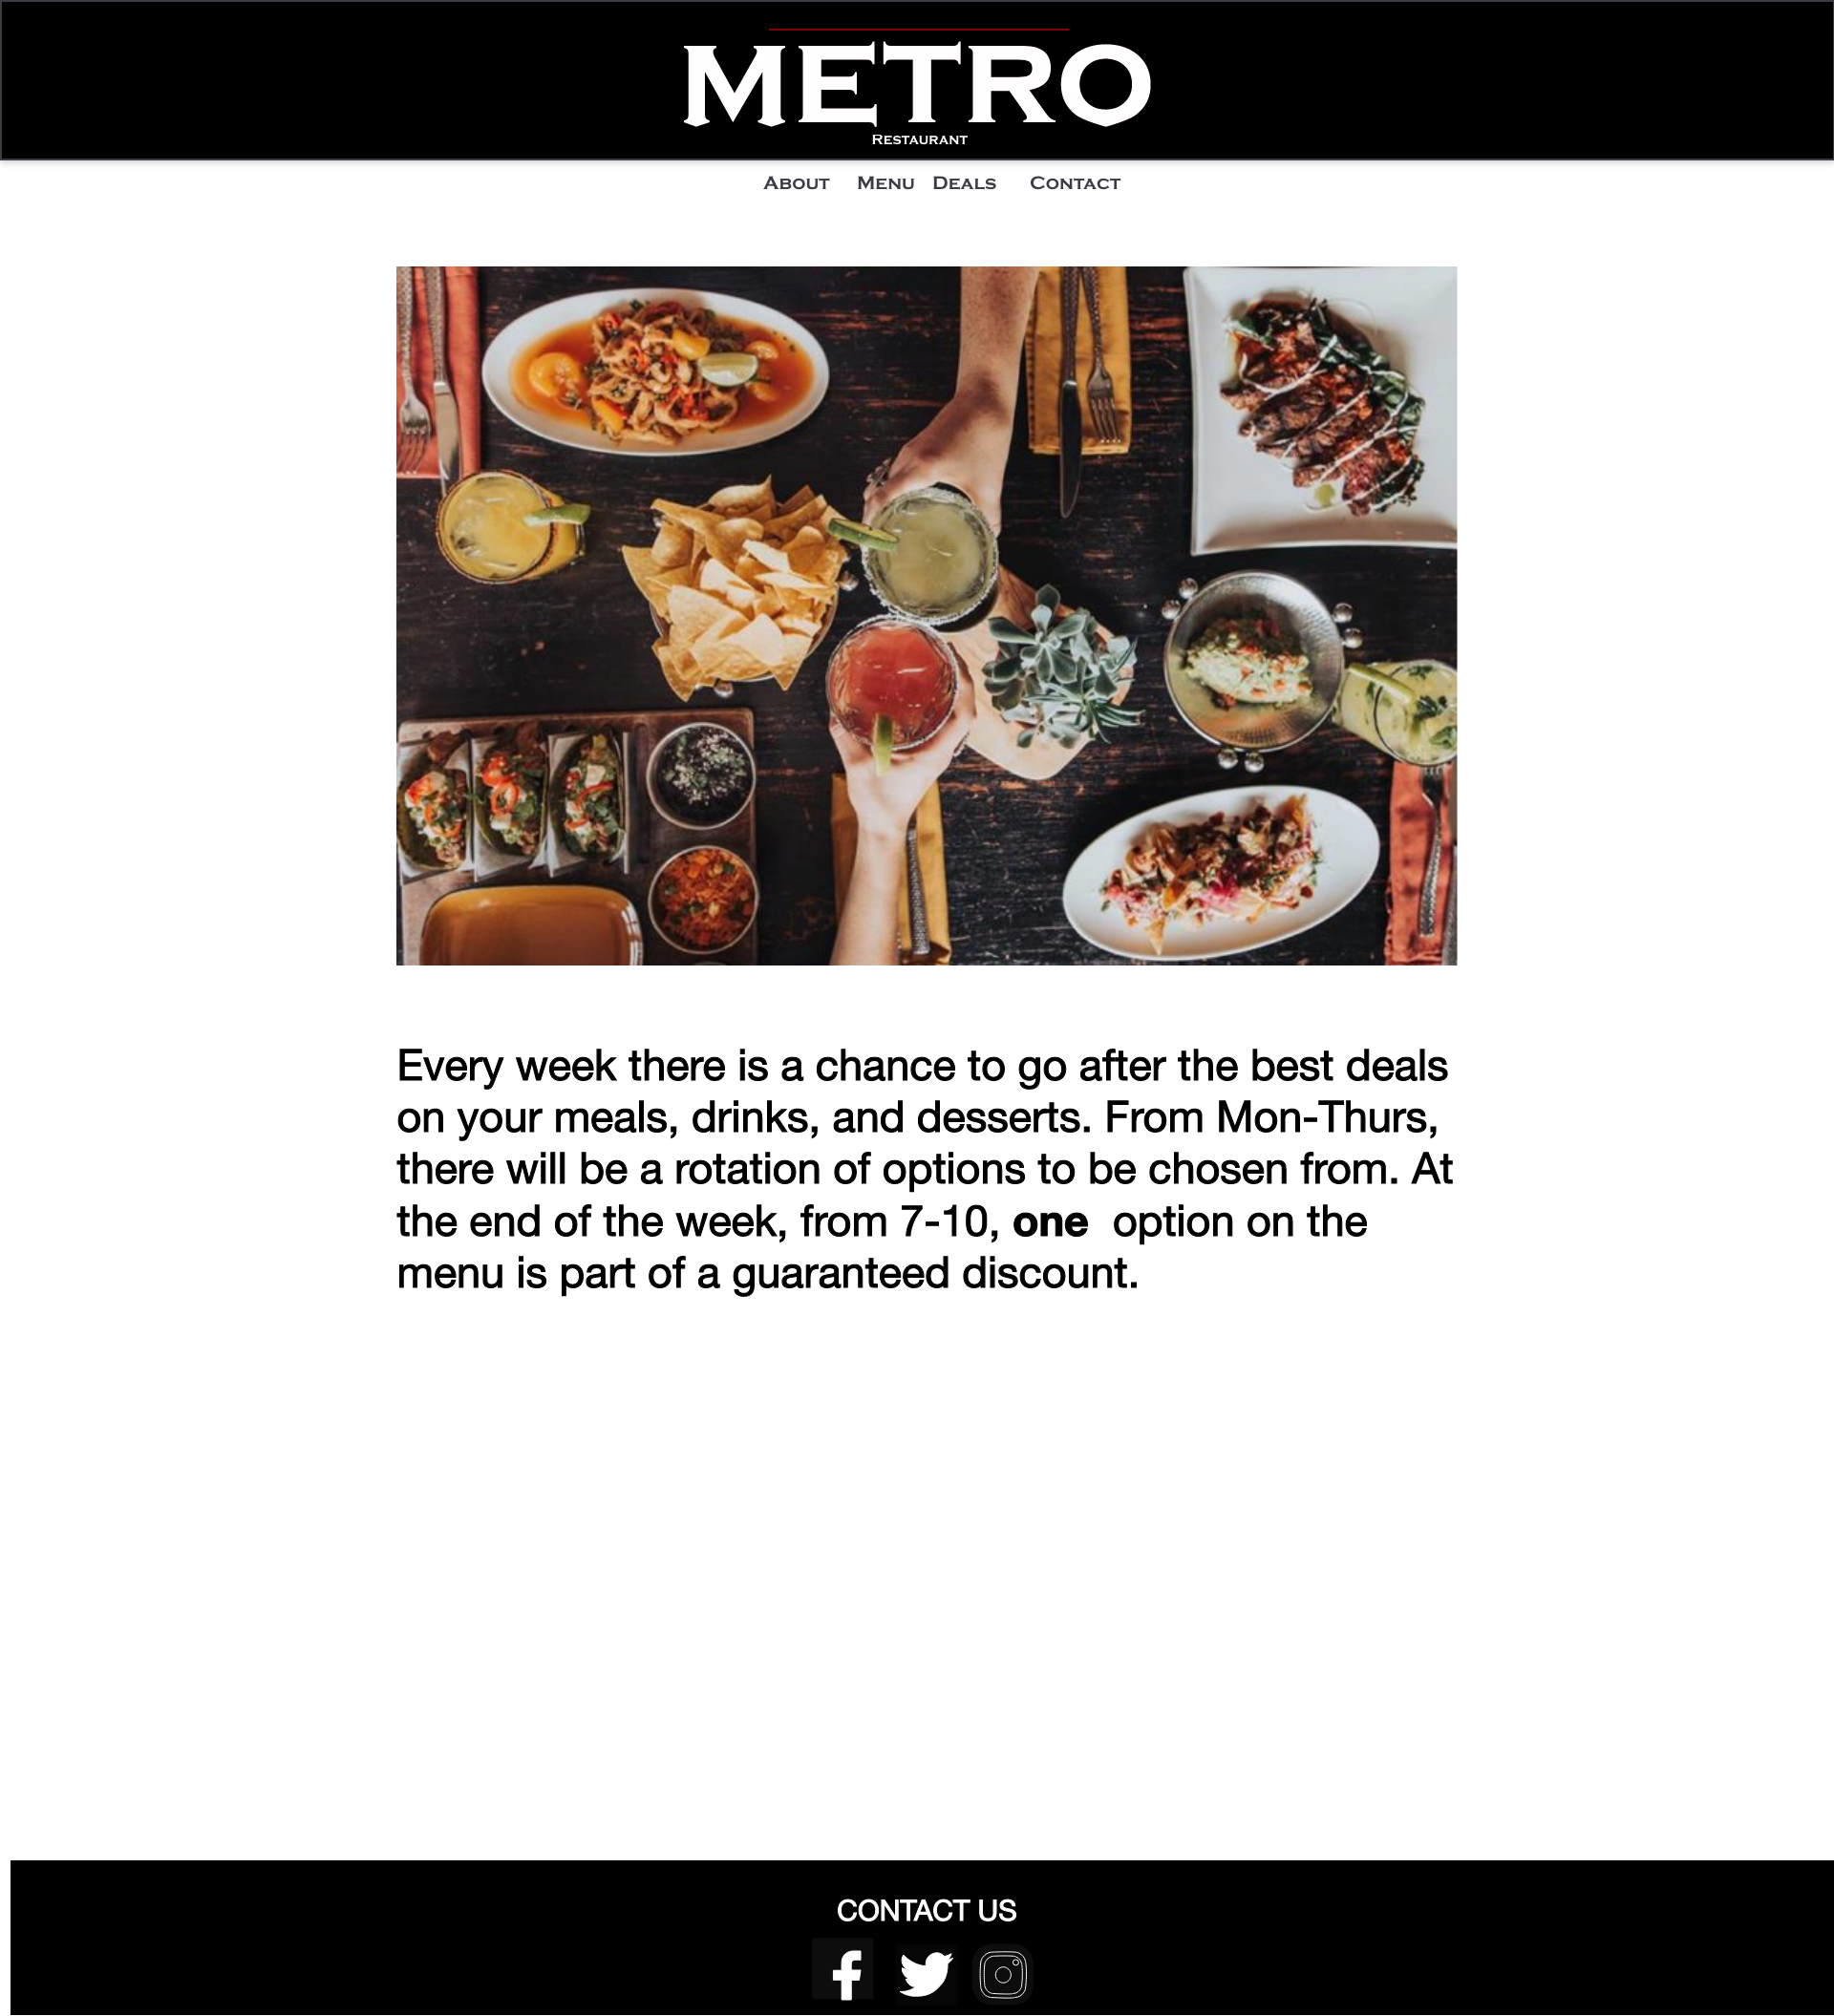 METRO
RESTAURANT
ABOUT MENU DEALS CONTACT
Every week there is a chance to go after the best deals
on your meals, drinks, and desserts. From Mon-Thurs,
there will be a rotation of options to be chosen from. At
the end of the week, from 7-10, one option on the
menu is part of a guaranteed discount.
CONTACT US